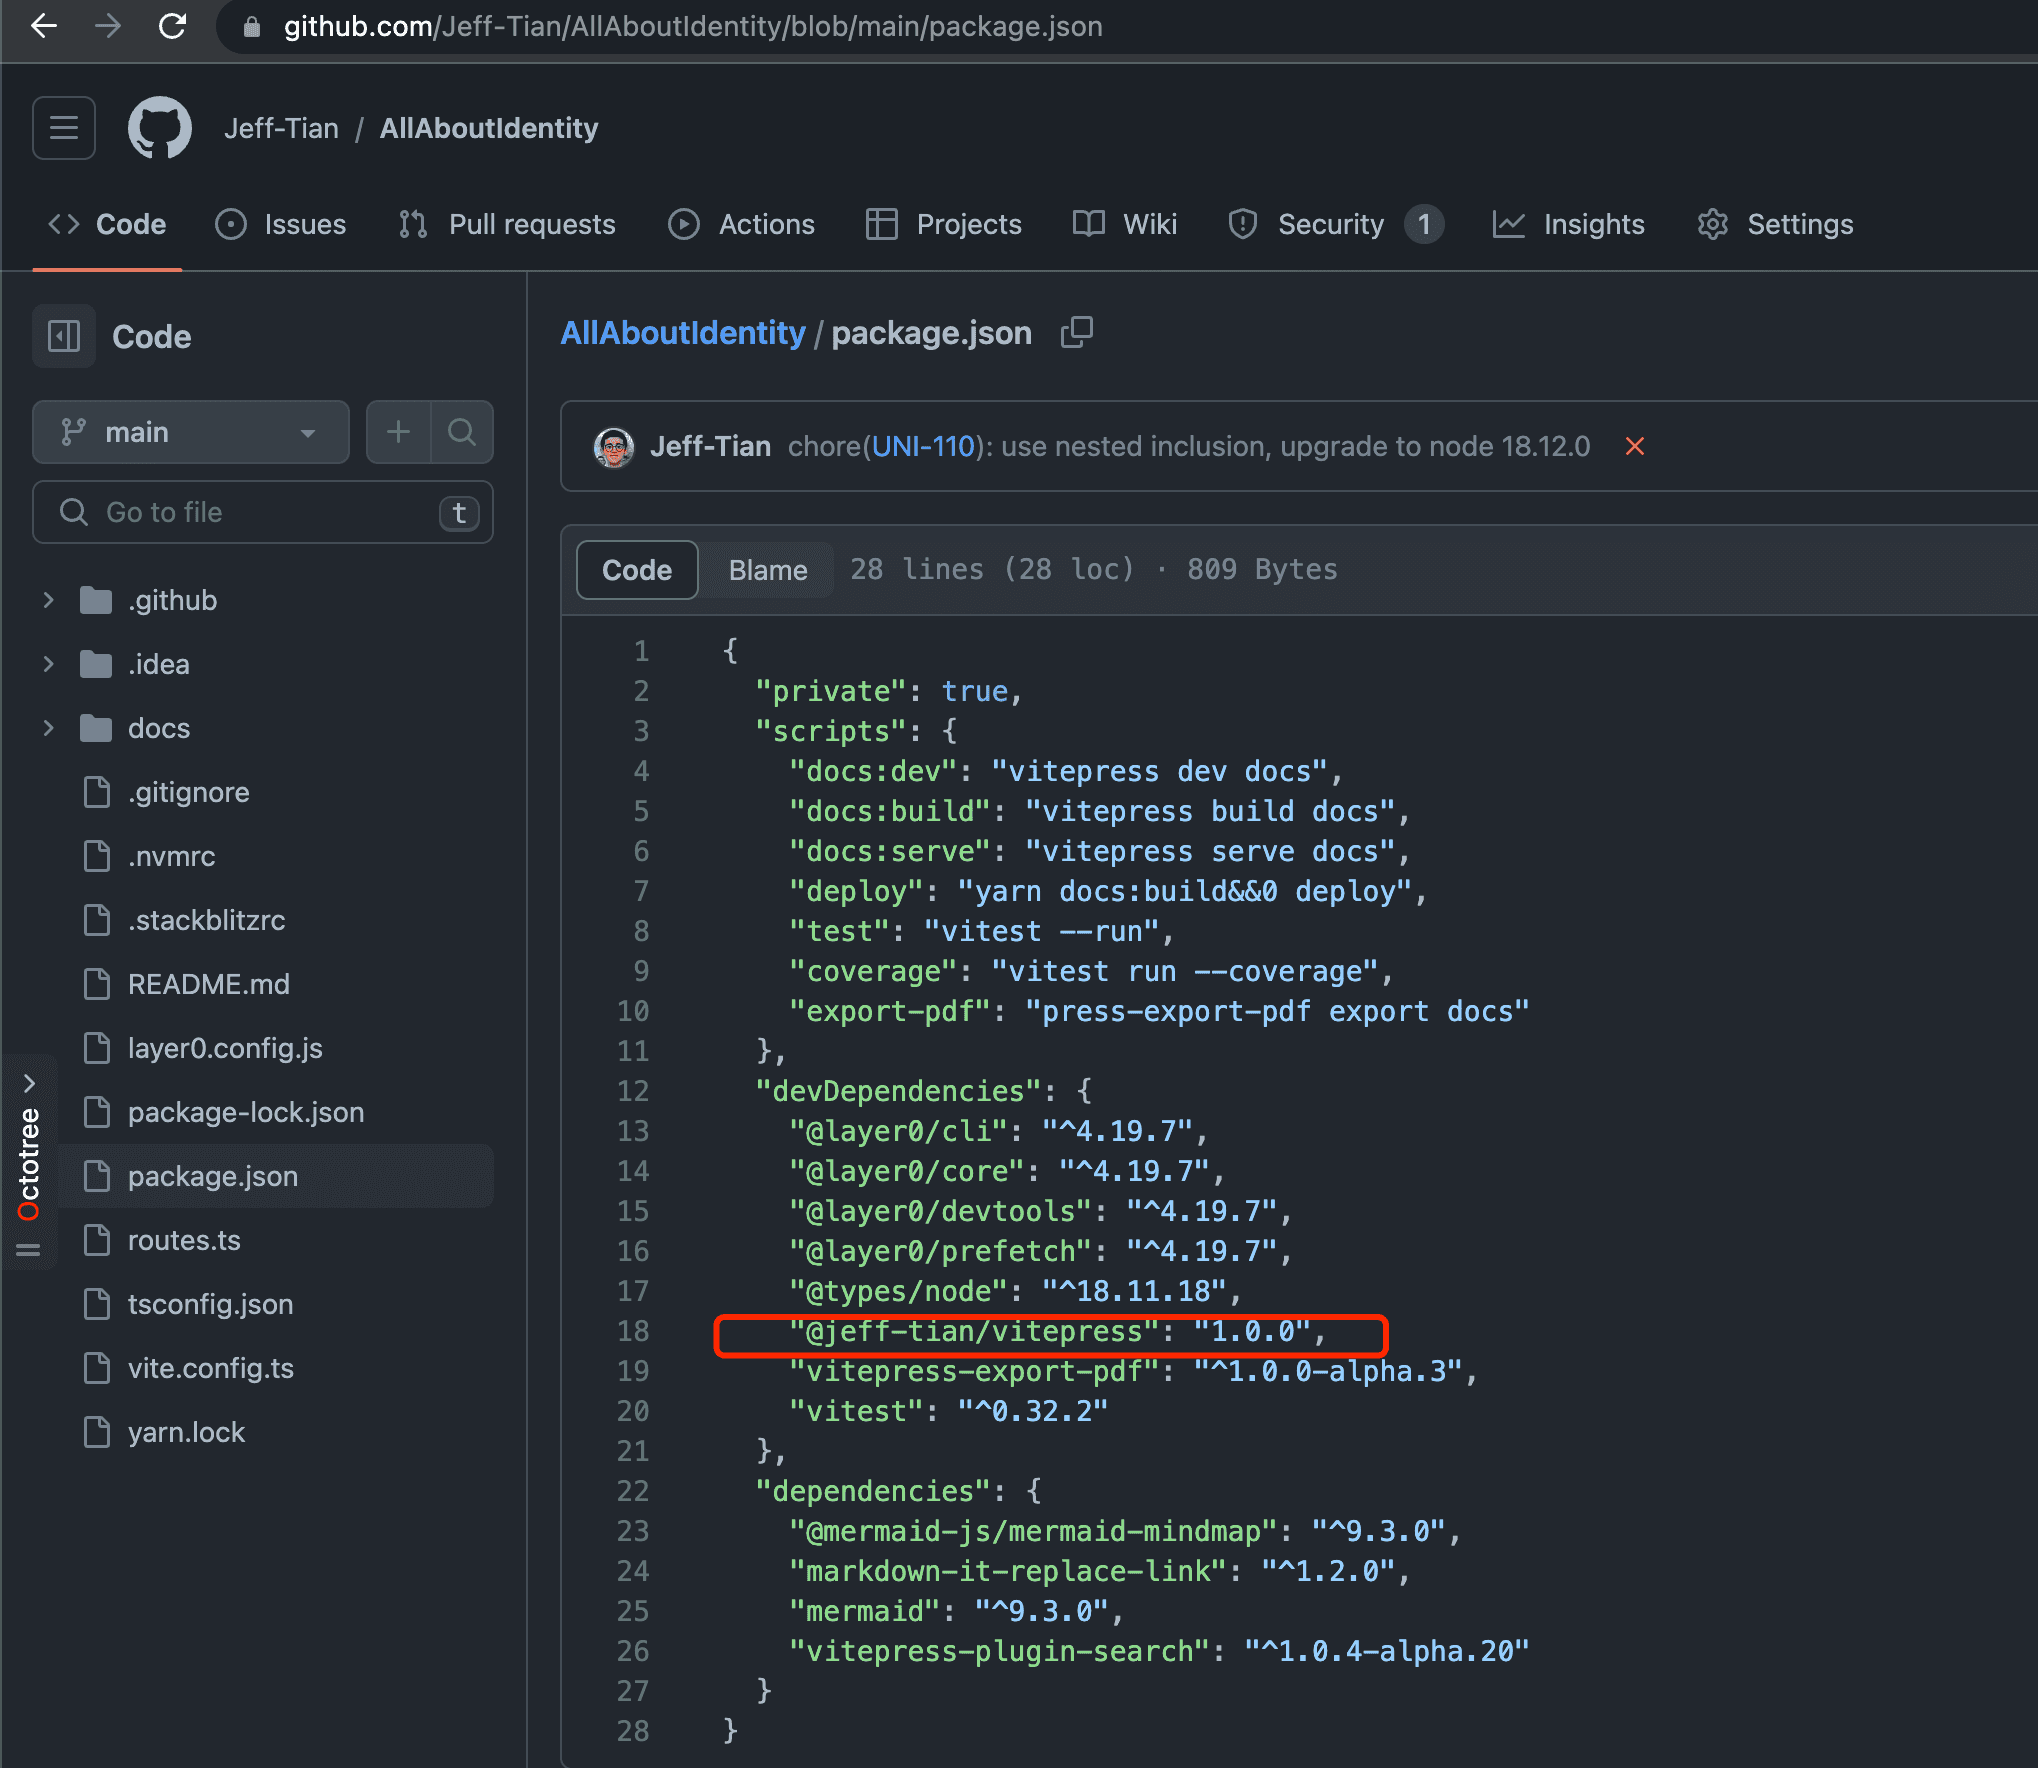 github.com/Jeff-Tian/AllAboutIdentity/blob/main/package.json
Jeff-Tian / AllAboutIdentity
Code Issues Pull requests Actions Projects Wiki Security 1 Insights Settings
Code
main
Go to file t
.github
.idea
docs
.gitignore
.nvmrc
.stackblitzrc
README.md
layer0.config.js
package-lock.json
package.json
routes.ts
tsconfig.json
vite.config.ts
yarn.lock
Octotree
AllAboutIdentity / package.json
Jeff-Tian chore(UNI-110): use nested inclusion, upgrade to node 18.12.0
Code Blame 28 lines (28 loc) · 809 Bytes
1 {
2 "private": true,
3 "scripts": {
4 "docs:dev": "vitepress dev docs",
5 "docs:build": "vitepress build docs",
6 "docs:serve": "vitepress serve docs",
7 "deploy": "yarn docs:build&&0 deploy",
8 "test": "vitest --run",
9 "coverage": "vitest run --coverage",
10 "export-pdf": "press-export-pdf export docs"
11 },
12 "devDependencies": {
13 "@layer0/cli": "^4.19.7",
14 "@layer0/core": "^4.19.7",
15 "@layer0/devtools": "^4.19.7",
16 "@layer0/prefetch": "^4.19.7",
17 "@types/node": "^18.11.18",
18 "@jeff-tian/vitepress": "1.0.0",
19 "vitepress-export-pdf": "^1.0.0-alpha.3",
20 "vitest": "^0.32.2"
21 },
22 "dependencies": {
23 "@mermaid-js/mermaid-mindmap": "^9.3.0",
24 "markdown-it-replace-link": "^1.2.0",
25 "mermaid": "^9.3.0",
26 "vitepress-plugin-search": "^1.0.4-alpha.20"
27 }
28 }